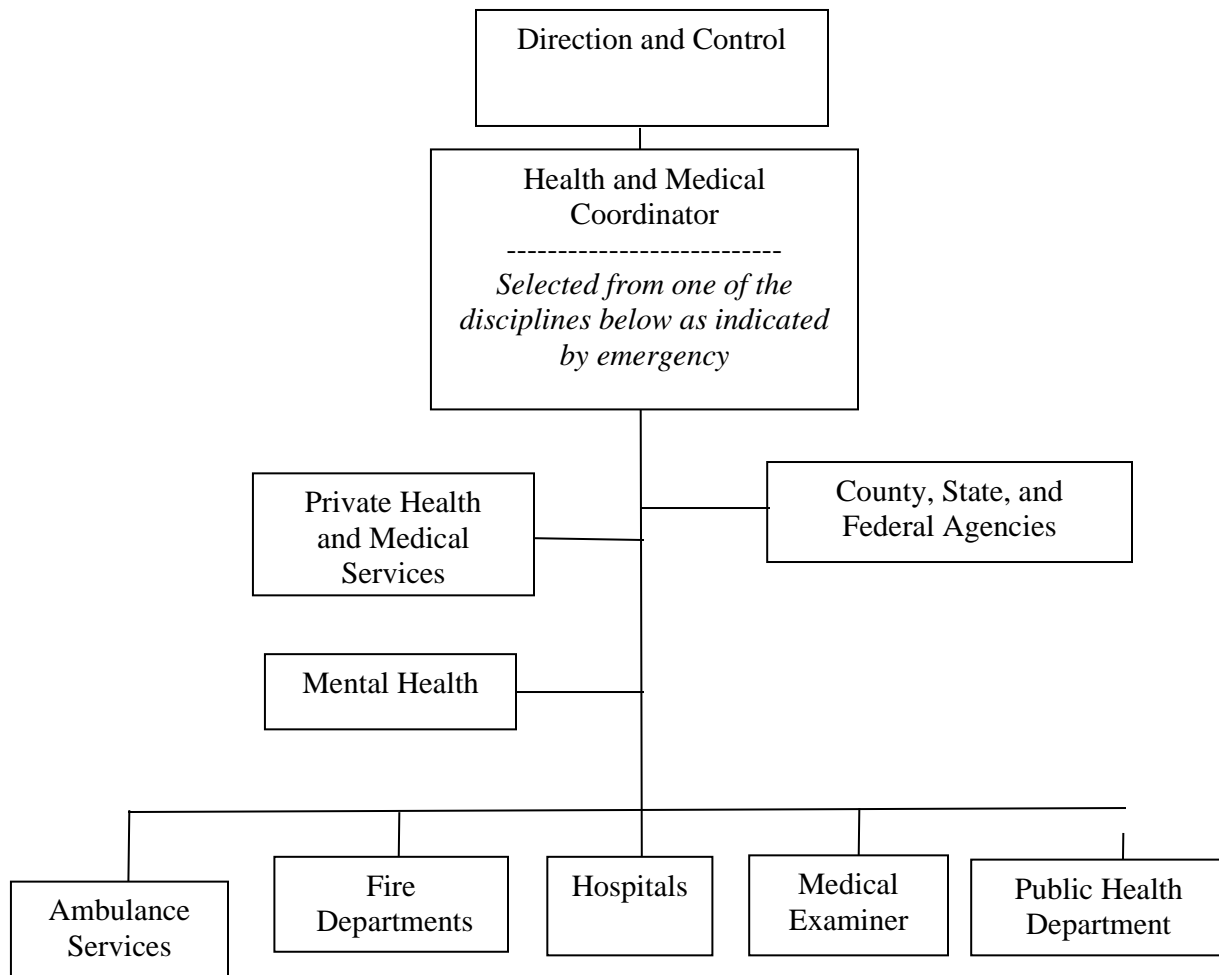 Direction and Control
Health and Medical
Coordinator
---------------------------
Selected from one of the
disciplines below as indicated
by emergency
Private Health
and Medical
Services
County, State, and
Federal Agencies
Mental Health
Ambulance
Services
Fire
Departments
Hospitals
Medical
Examiner
Public Health
Department